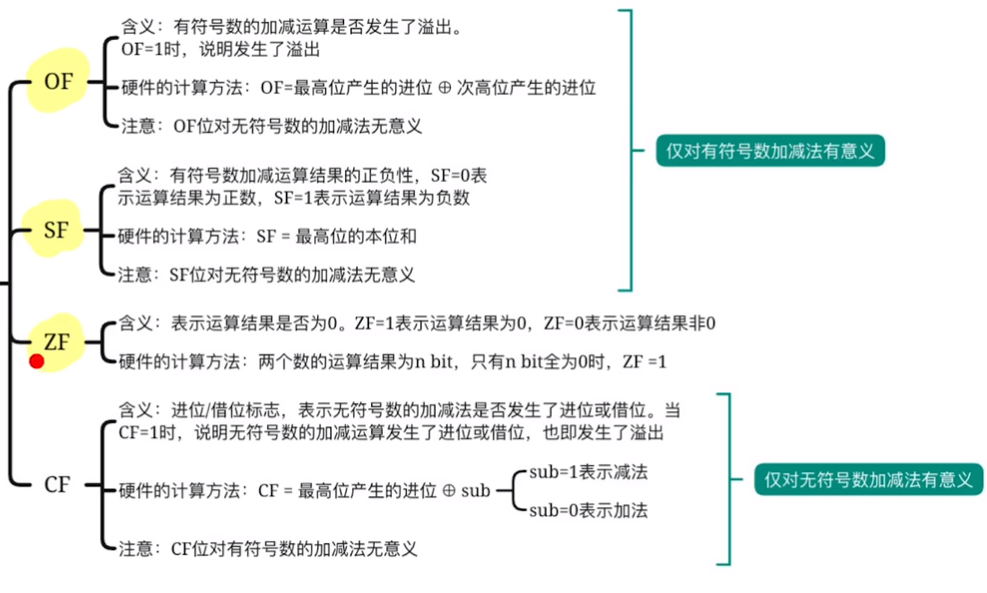 OF
含义：有符号数的加减运算是否发生了溢出。
OF=1时，说明发生了溢出
硬件的计算方法：OF=最高位产生的进位 ⊕ 次高位产生的进位
注意：OF位对无符号数的加减法无意义
SF
含义：有符号数加减运算结果的正负性，SF=0表
示运算结果为正数，SF=1表示运算结果为负数
硬件的计算方法：SF = 最高位的本位和
注意：SF位对无符号数的加减法无意义
仅对有符号数加减法有意义
ZF
含义：表示运算结果是否为0。ZF=1表示运算结果为0，ZF=0表示运算结果非0
硬件的计算方法：两个数的运算结果为n bit，只有n bit全为0时，ZF =1
CF
含义：进位/借位标志，表示无符号数的加减法是否发生了进位或借位。当
CF=1时，说明无符号数的加减运算发生了进位或借位，也即发生了溢出
硬件的计算方法：CF = 最高位产生的进位 ⊕ sub
sub=1表示减法
sub=0表示加法
注意：CF位对有符号数的加减法无意义
仅对无符号数加减法有意义